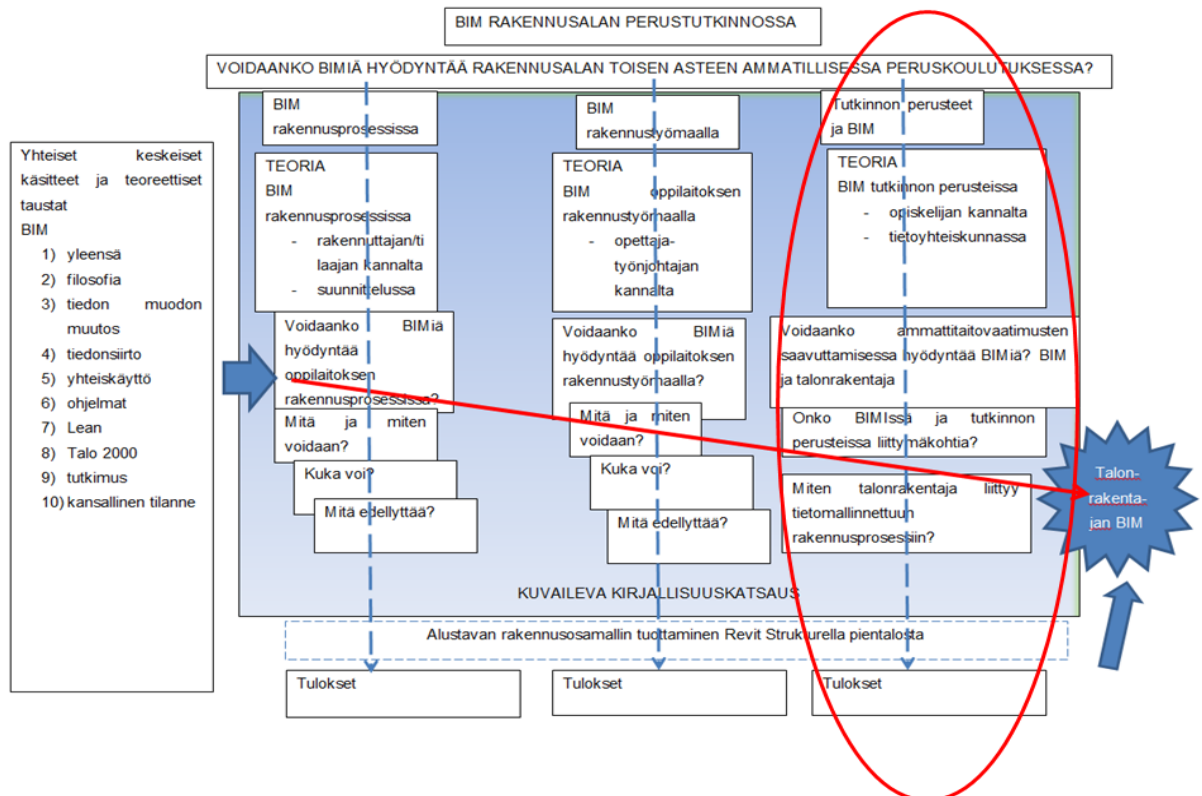 BIM RAKENNUSALAN PERUSTUTKINNOSSA
VOIDAANKO BIMIÄ HYÖDYNTÄÄ RAKENNUSALAN TOISEN ASTEEN AMMATILLISESSA PERUSKOULUTUKSESSA?
Yhteiset keskeiset
käsitteet ja teoreettiset
taustat
BIM
1) yleensä
2) filosofia
3) tiedon muodon
muutos
4) tiedonsiirto
5) yhteiskäyttö
6) ohjelmat
7) Lean
8) Talo 2000
9) tutkimus
10) kansallinen tilanne
BIM
rakennusprosessissa
TEORIA
BIM
rakennusprosessissa
- rakennuttajan/ti
laajan kannalta
- suunnittelussa
Voidaanko BIMiä
hyödyntää
oppilaitoksen
rakennusprosessissa?
Mitä ja miten
voidaan?
Kuka voi?
Mitä edellyttää?
BIM
rakennustyömaalla
TEORIA
BIM oppilaitoksen
rakennustyömaalla
- opettaja-
työnjohtajan
kannalta
Voidaanko BIMiä
hyödyntää oppilaitoksen
rakennustyömaalla?
Mitä ja miten
voidaan?
Kuka voi?
Mitä edellyttää?
Tutkinnon perusteet
ja BIM
TEORIA
BIM tutkinnon perusteissa
- opiskelijan kannalta
- tietoyhteiskunnassa
Voidaanko ammattitaitovaatimusten
saavuttamisessa hyödyntää BIMiä? BIM
ja talonrakentaja
Onko BIMIssä ja tutkinnon
perusteissa liittymäkohtia?
Miten talonrakentaja liittyy
tietomallinnettuun
rakennusprosessiin?
Talon-
rakenta-
jan BIM
KUVAILEVA KIRJALLISUUSKATSAUS
Alustavan rakennusosamallin tuottaminen Revit Strukturella pientalosta
Tulokset
Tulokset
Tulokset